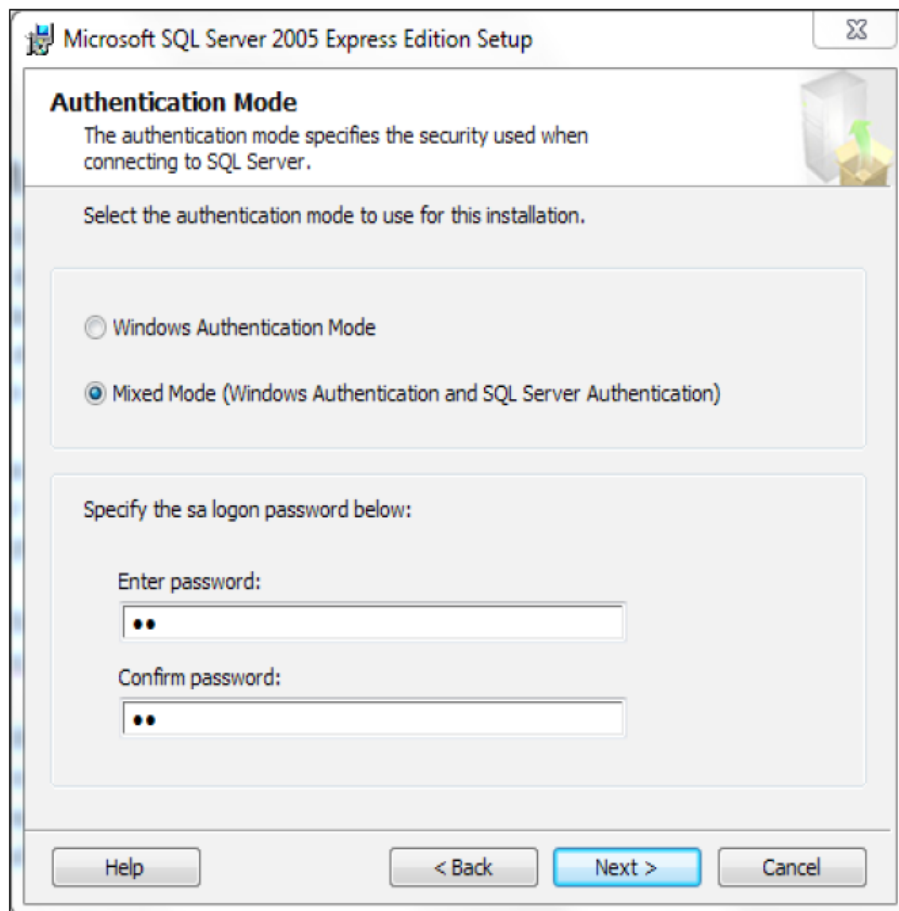 Microsoft SQL Server 2005 Express Edition Setup
Authentication Mode
The authentication mode specifies the security used when
connecting to SQL Server.
Select the authentication mode to use for this installation.
Windows Authentication Mode
Mixed Mode (Windows Authentication and SQL Server Authentication)
Specify the sa logon password below:
Enter password:
●●
Confirm password:
●●
Help
< Back
Next >
Cancel